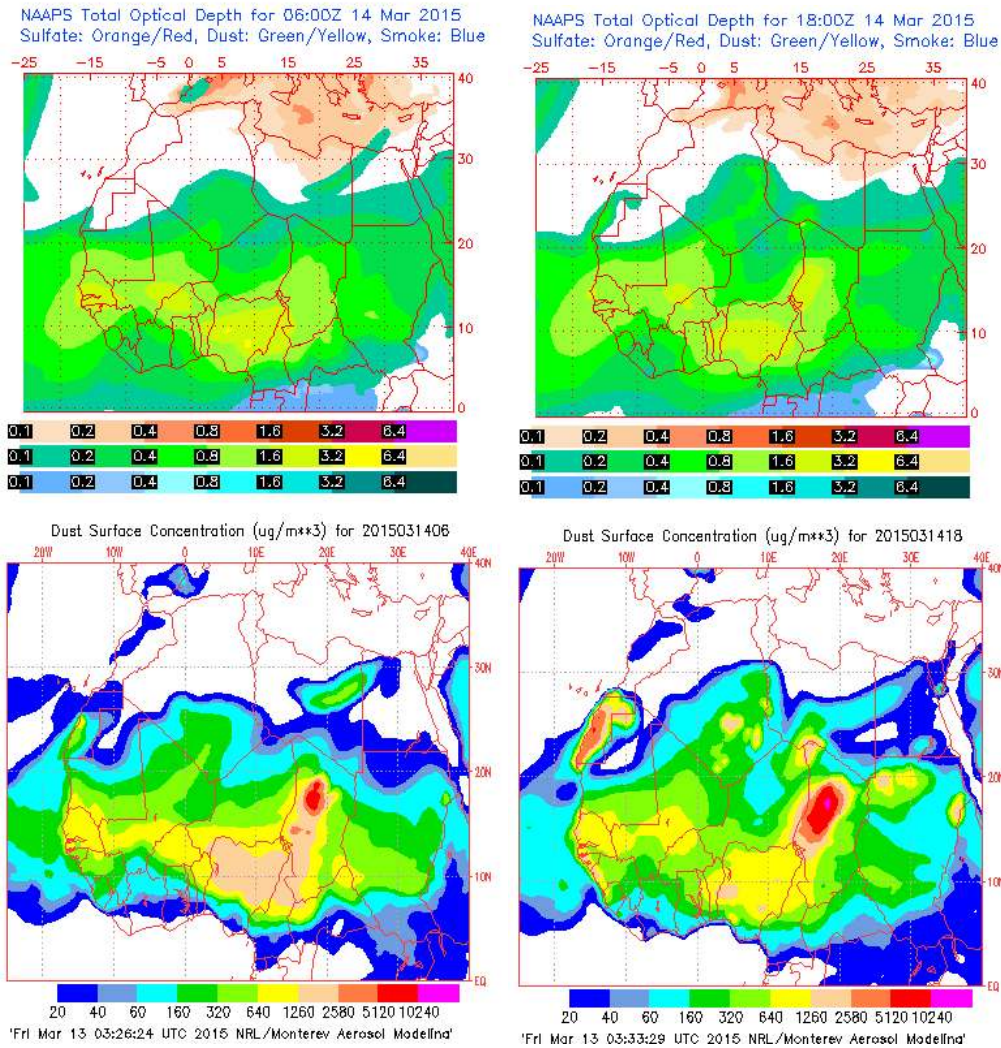 NAAPS Total Optical Depth for 06:00Z 14 Mar 2015
Sulfate: Orange/Red, Dust: Green/Yellow, Smoke: Blue
-25 -15 -5 0 5 15 25 35
40
30
20
10
0
0.1 0.2 0.4 0.8 1.6 3.2 6.4
0.1 0.2 0.4 0.8 1.6 3.2 6.4
0.1 0.2 0.4 0.8 1.6 3.2 6.4
NAAPS Total Optical Depth for 18:00Z 14 Mar 2015
Sulfate: Orange/Red, Dust: Green/Yellow, Smoke: Blue
-25 -15 -5 0 5 15 25 35
40
30
20
10
0
0.1 0.2 0.4 0.8 1.6 3.2 6.4
0.1 0.2 0.4 0.8 1.6 3.2 6.4
0.1 0.2 0.4 0.8 1.6 3.2 6.4
Dust Surface Concentration (ug/m**3) for 2015031406
20W 10W 0 10E 20E 30E 40E
40N
30N
20N
10N
EQ
20 40 60 160 320 640 1260 2580 5120 10240
'Fri Mar 13 03:26:24 UTC 2015 NRL/Monterey Aerosol Modeling'
Dust Surface Concentration (ug/m**3) for 2015031418
20W 10W 0 10E 20E 30E 40E
40N
30N
20N
10N
EQ
20 40 60 160 320 640 1260 2580 5120 10240
'Fri Mar 13 03:33:29 UTC 2015 NRL/Monterey Aerosol Modeling'